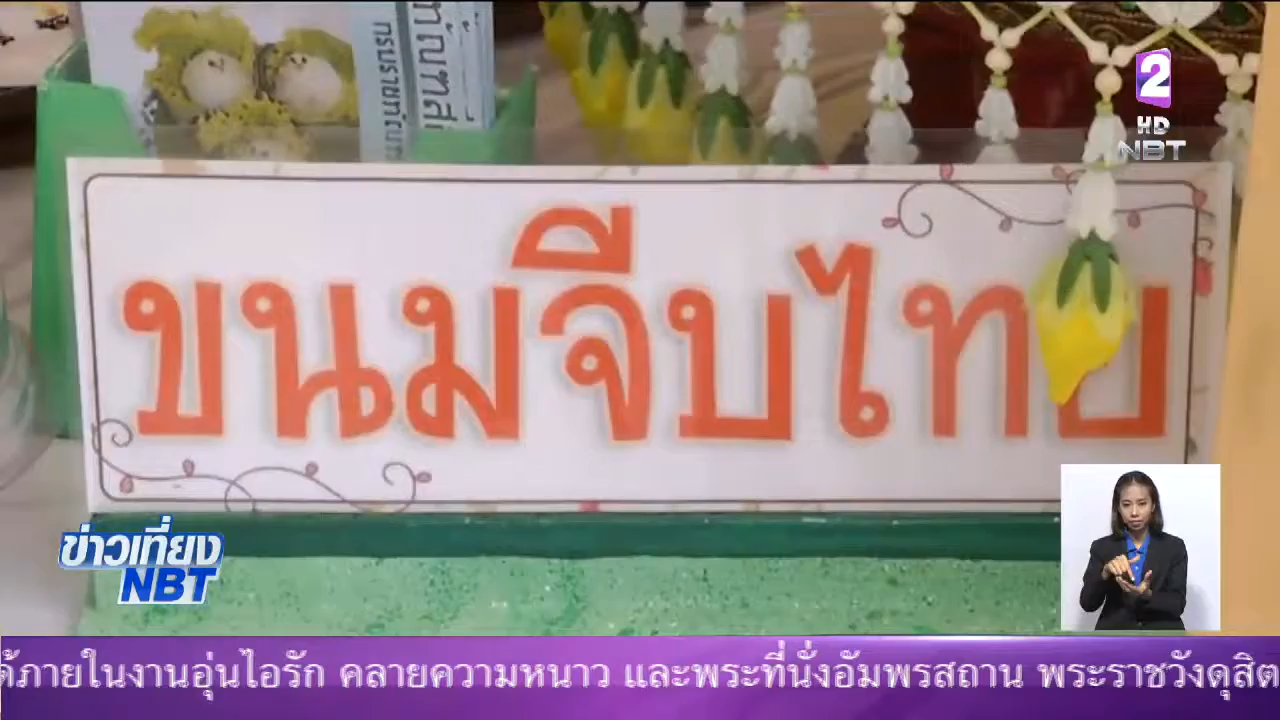 2
HD
NBT
ขนมจีบไทย
ข่าวเที่ยง
NBT
ภายในงานอุ่นไอรัก คลายความหนาว และพระที่นั่งอัมพรสถาน พระราชวังดุสิต